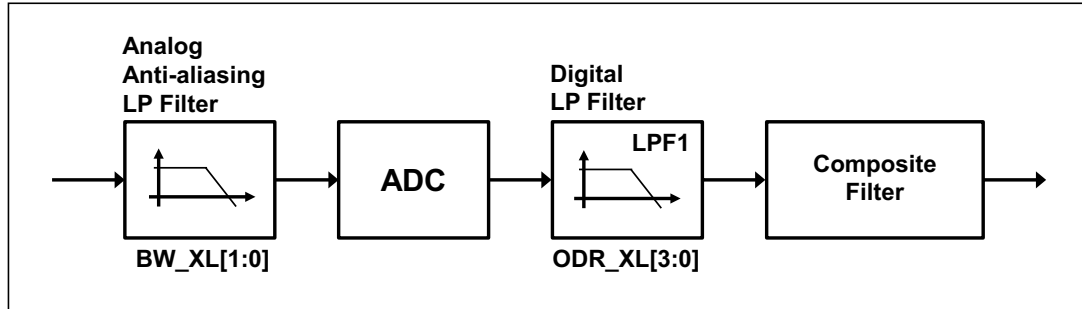 Analog
Anti-aliasing
LP Filter
BW_XL[1:0]
ADC
Digital
LP Filter
LPF1
ODR_XL[3:0]
Composite
Filter